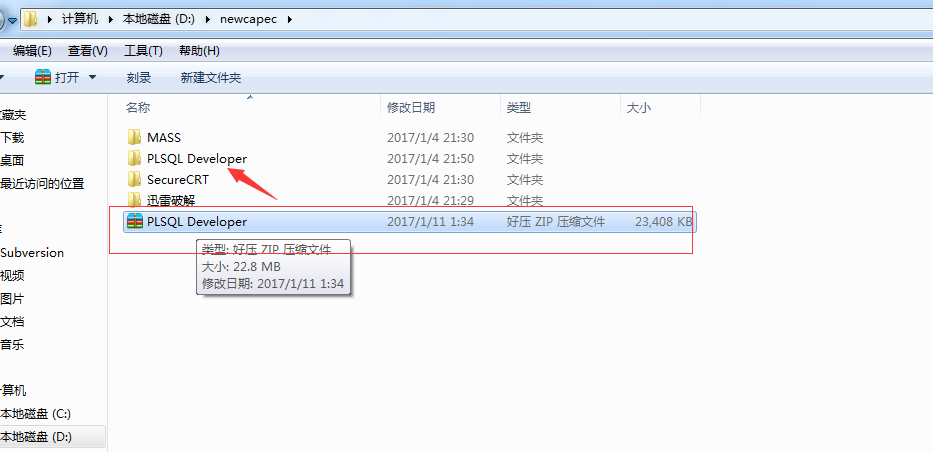 计算机 本地磁盘 (D:) newcapec
编辑(E) 查看(V) 工具(T) 帮助(H)
打开 刻录 新建文件夹
名称 修改日期 类型 大小
MASS 2017/1/4 21:30 文件夹
PLSQL Developer 2017/1/4 21:50 文件夹
SecureCRT 2017/1/4 21:30 文件夹
迅雷破解 2017/1/4 21:29 文件夹
PLSQL Developer 2017/1/11 1:34 好压 ZIP 压缩文件 23,408 KB
类型: 好压 ZIP 压缩文件
大小: 22.8 MB
修改日期: 2017/1/11 1:34
藏夹
下载
桌面
最近访问的位置
库
Subversion
视频
图片
文档
音乐
计算机
本地磁盘 (C:)
本地磁盘 (D:)